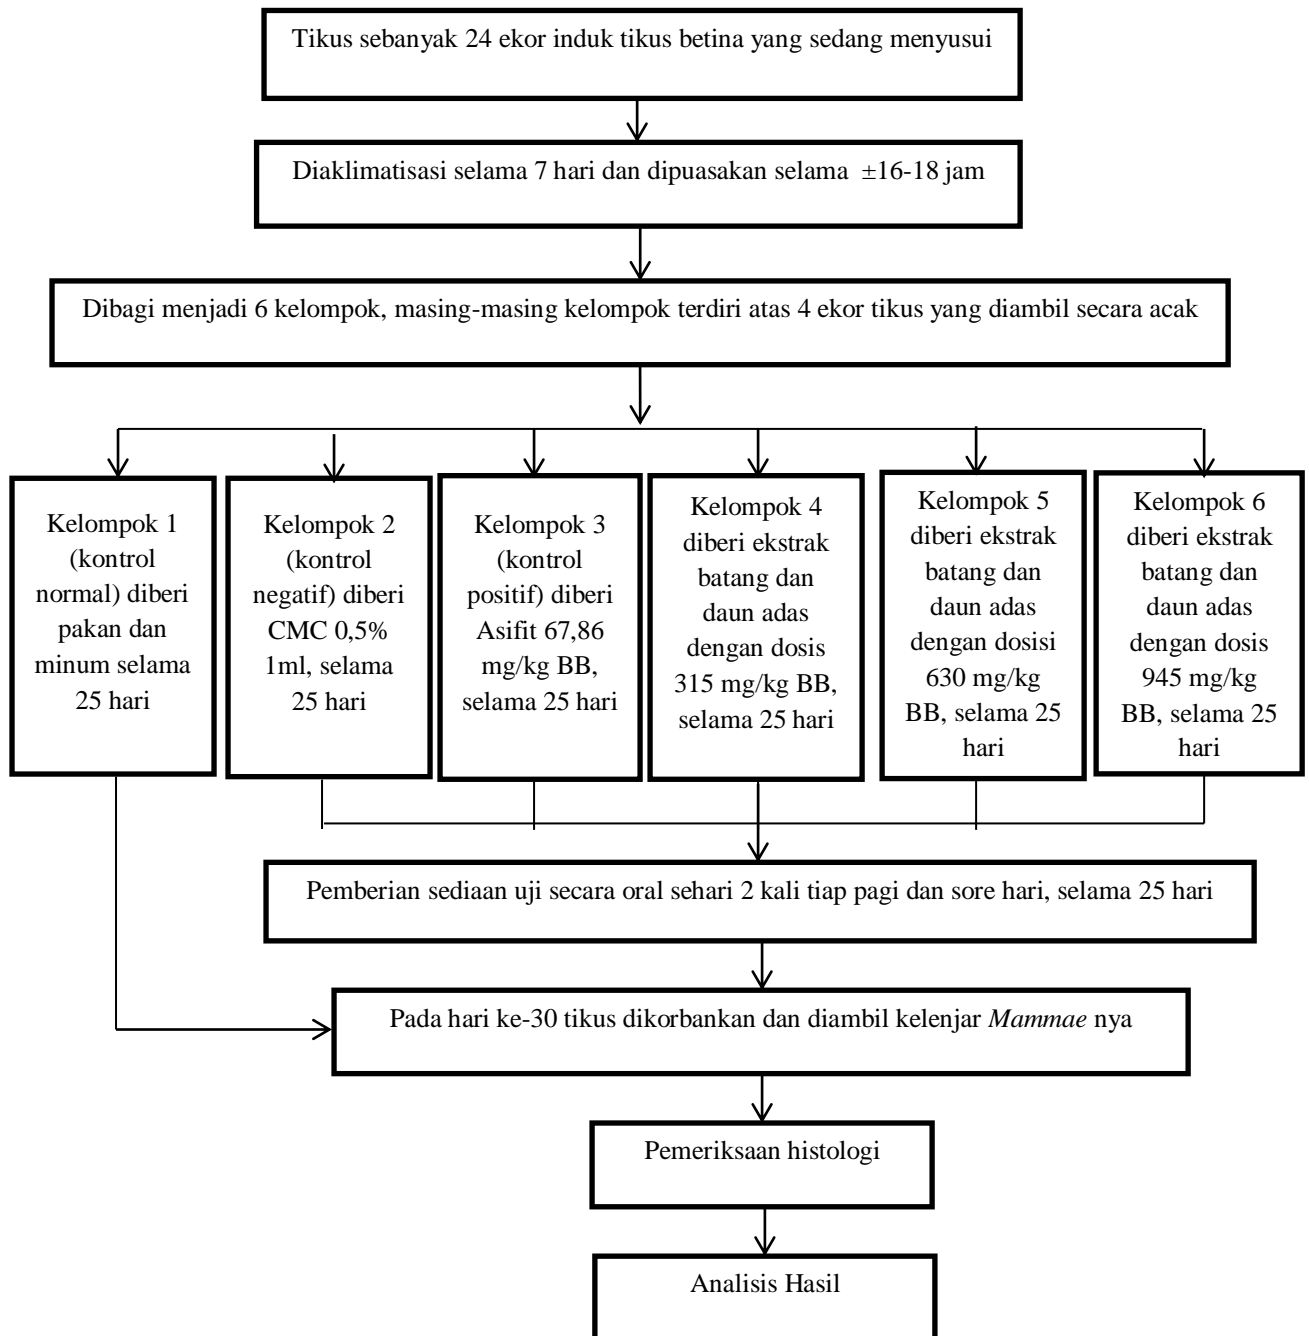 Tikus sebanyak 24 ekor induk tikus betina yang sedang menyusui
Diaklimatisasi selama 7 hari dan dipuasakan selama ±16-18 jam
Dibagi menjadi 6 kelompok, masing-masing kelompok terdiri atas 4 ekor tikus yang diambil secara acak
Kelompok 1
(kontrol
normal) diberi
pakan dan
minum selama
25 hari
Kelompok 2
(kontrol
negatif) diberi
CMC 0,5%
1ml, selama
25 hari
Kelompok 3
(kontrol
positif) diberi
Asifit 67,86
mg/kg BB,
selama 25 hari
Kelompok 4
diberi ekstrak
batang dan
daun adas
dengan dosis
315 mg/kg BB,
selama 25 hari
Kelompok 5
diberi ekstrak
batang dan
daun adas
dengan dosisi
630 mg/kg
BB, selama 25
hari
Kelompok 6
diberi ekstrak
batang dan
daun adas
dengan dosis
945 mg/kg
BB, selama 25
hari
Pemberian sediaan uji secara oral sehari 2 kali tiap pagi dan sore hari, selama 25 hari
Pada hari ke-30 tikus dikorbankan dan diambil kelenjar Mammae nya
Pemeriksaan histologi
Analisis Hasil